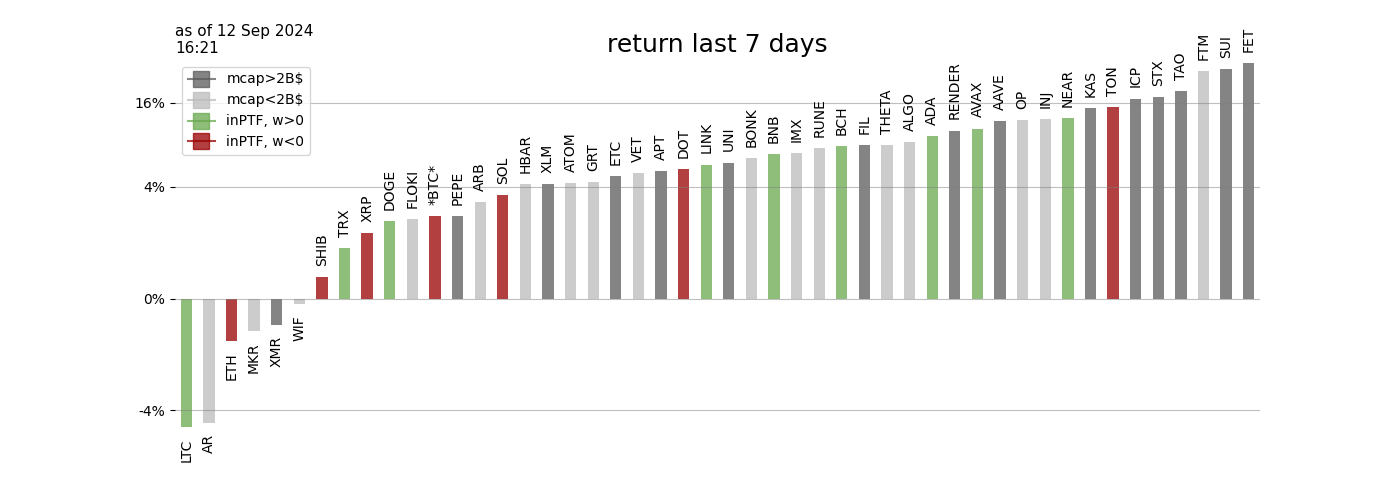 as of 12 Sep 2024
16:21
return last 7 days
mcap>2B$
mcap<2B$
inPTF, w>0
inPTF, w<0
16%
4%
0%
-4%
LTC
AR
ETH
MKR
XMR
WIF
SHIB
TRX
XRP
DOGE
FLOKI
*BTC*
PEPE
ARB
SOL
HBAR
XLM
ATOM
GRT
ETC
VET
APT
DOT
LINK
UNI
BONK
BNB
IMX
RUNE
BCH
FIL
THETA
ALGO
ADA
RENDER
AVAX
AAVE
OP
INJ
NEAR
KAS
TON
ICP
STX
TAO
FTM
SUI
FET